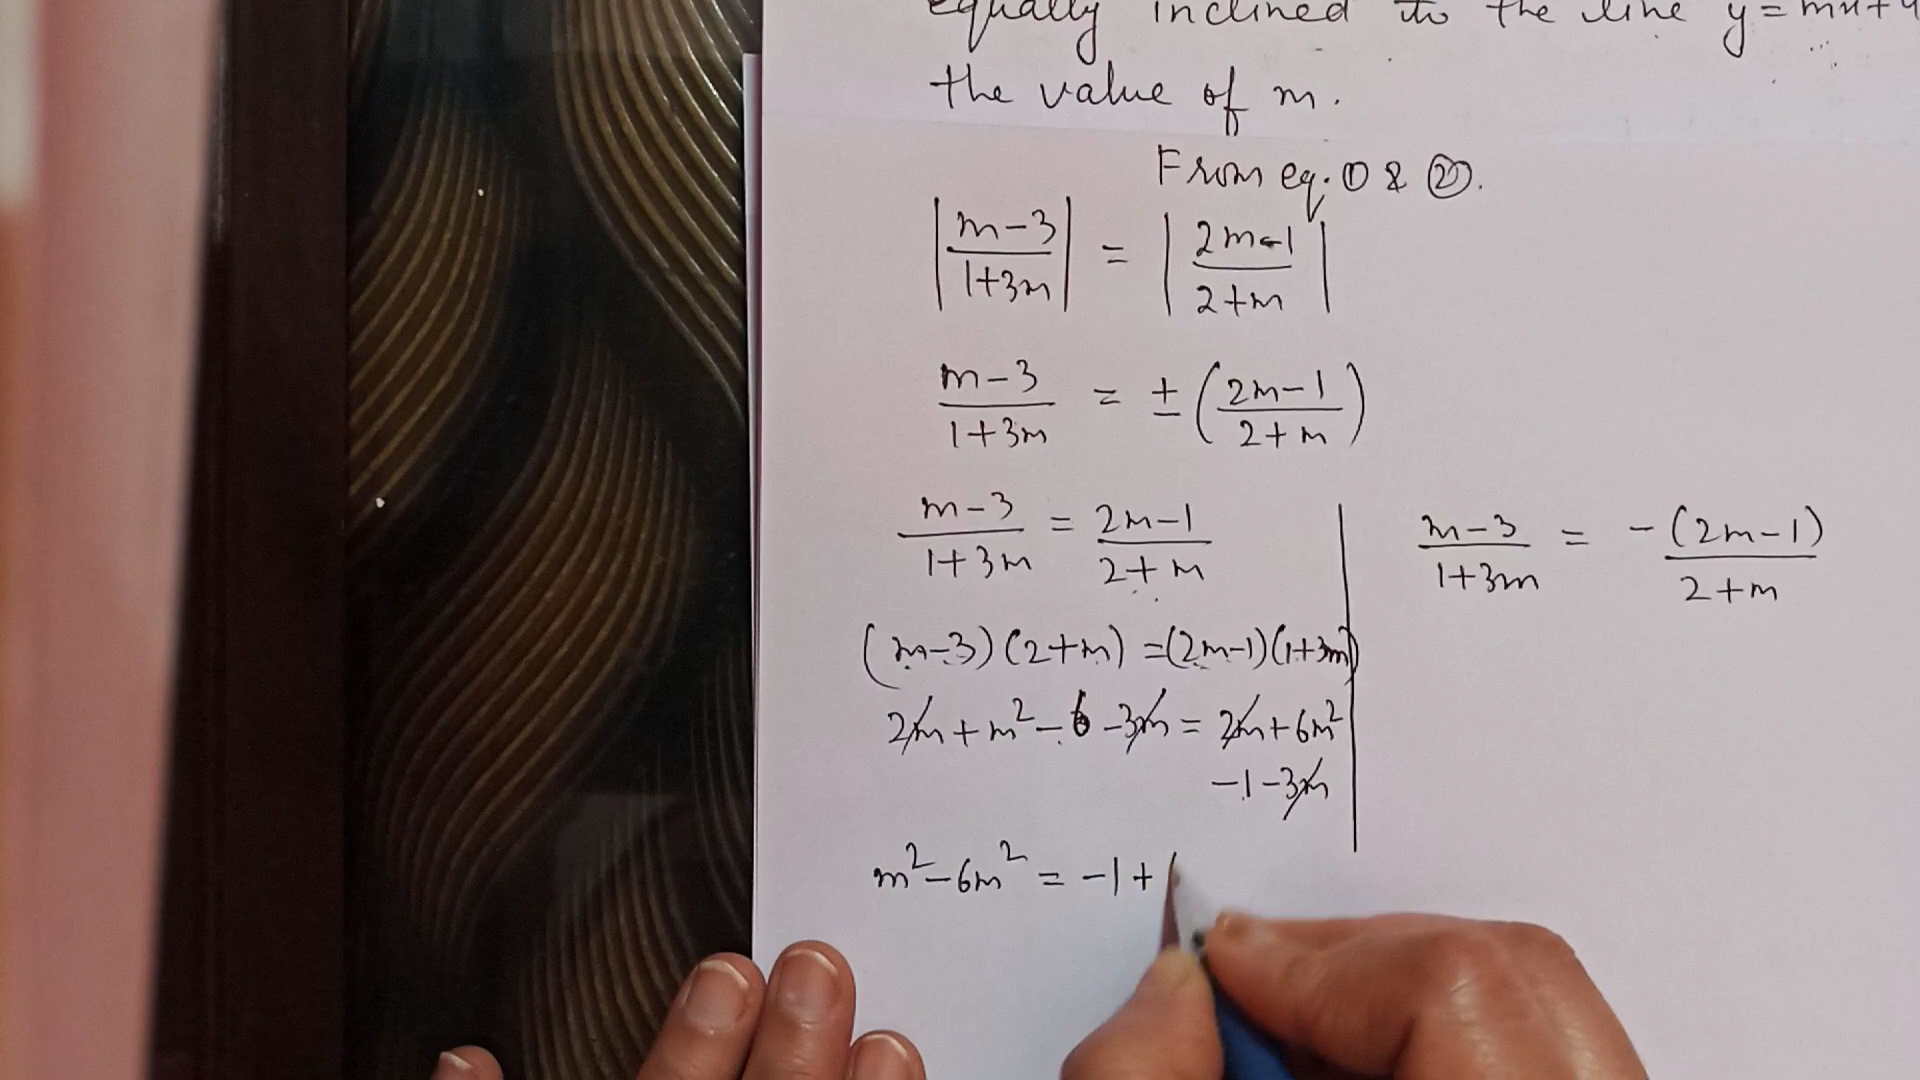 equally inclined to the line y = mx + 4
the value of m.
From eq. ① & ②.
|m-3 / 1+3m| = |2m-1 / 2+m|
m-3 / 1+3m = ± (2m-1 / 2+m)
m-3 / 1+3m = 2m-1 / 2+m
(m-3)(2+m) = (2m-1)(1+3m)
2m + m² - 6 - 3m = 2m + 6m²
-1 - 3m
m² - 6m² = -1 +
m-3 / 1+3m = -(2m-1) / 2+m